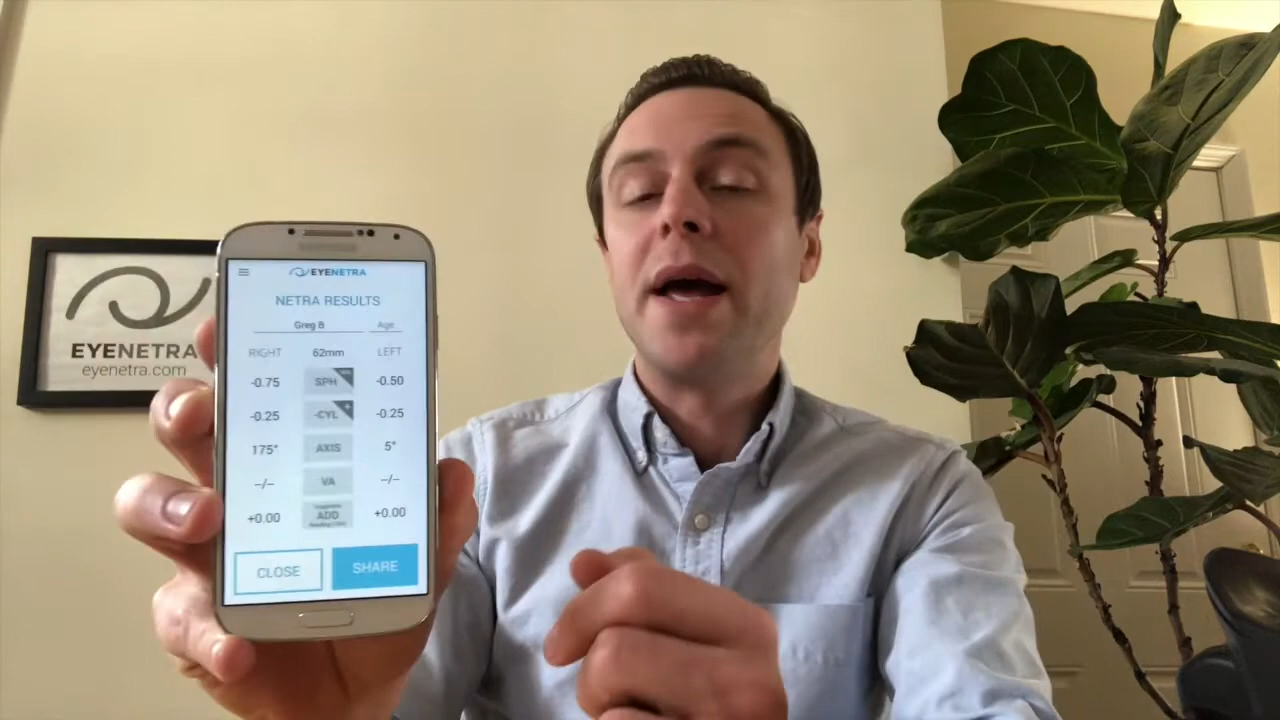 EYENETRA
eyenetra.com
EYENETRA
NETRA RESULTS
Greg B Age
RIGHT 62mm LEFT
-0.75 SPH -0.50
-0.25 -CYL -0.25
175° AXIS 5°
--/-- VA --/--
+0.00 ADD +0.00
CLOSE SHARE